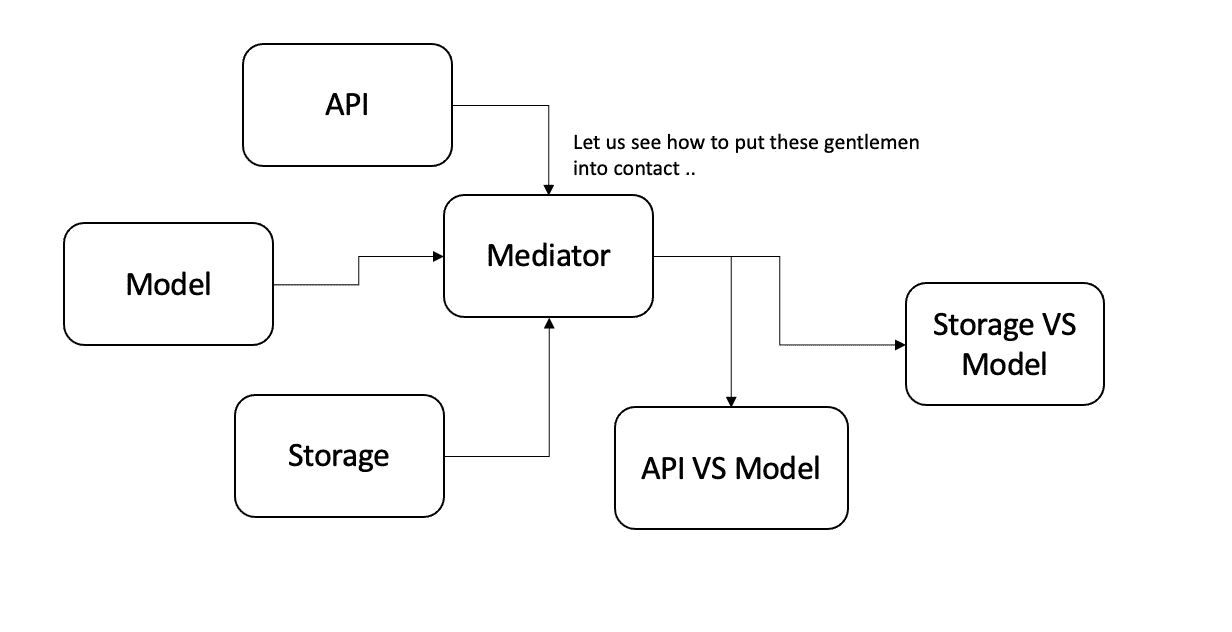 API
Let us see how to put these gentlemen
into contact ..
Mediator
Model
Storage VS
Model
Storage
API VS Model